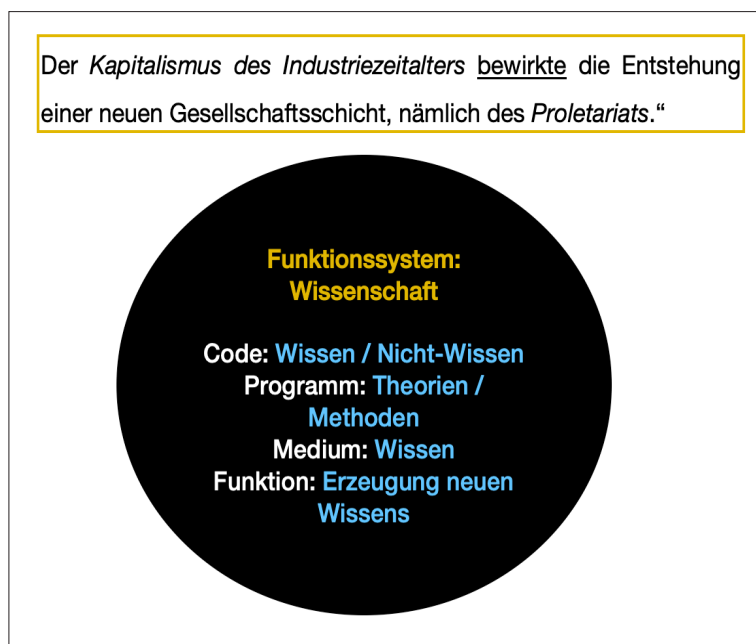 Der Kapitalismus des Industriezeitalters bewirkte die Entstehung
einer neuen Gesellschaftsschicht, nämlich des Proletariats.“
Funktionssystem:
Wissenschaft
Code: Wissen / Nicht-Wissen
Programm: Theorien /
Methoden
Medium: Wissen
Funktion: Erzeugung neuen
Wissens